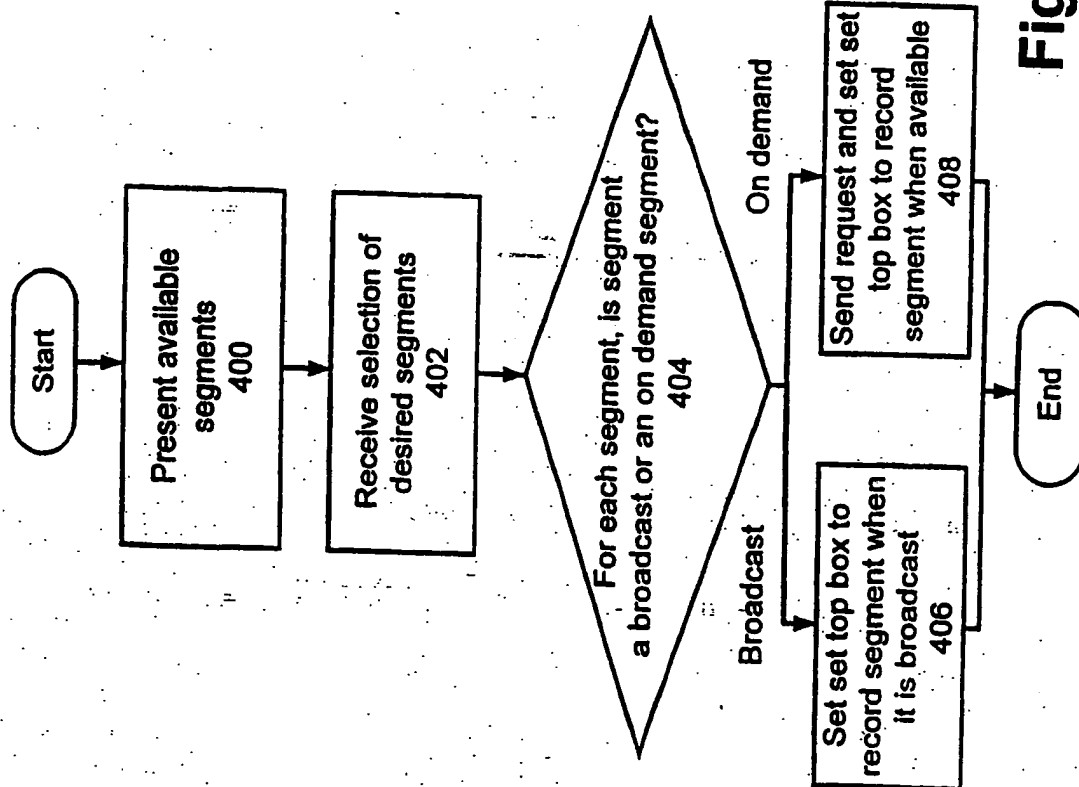 Start
Present available
segments
400
Receive selection of
desired segments
402
For each segment, is segment
a broadcast or an on demand segment?
404
Broadcast
On demand
Set set top box to
record segment when
it is broadcast
406
Send request and set set
top box to record
segment when available
408
End
Fig